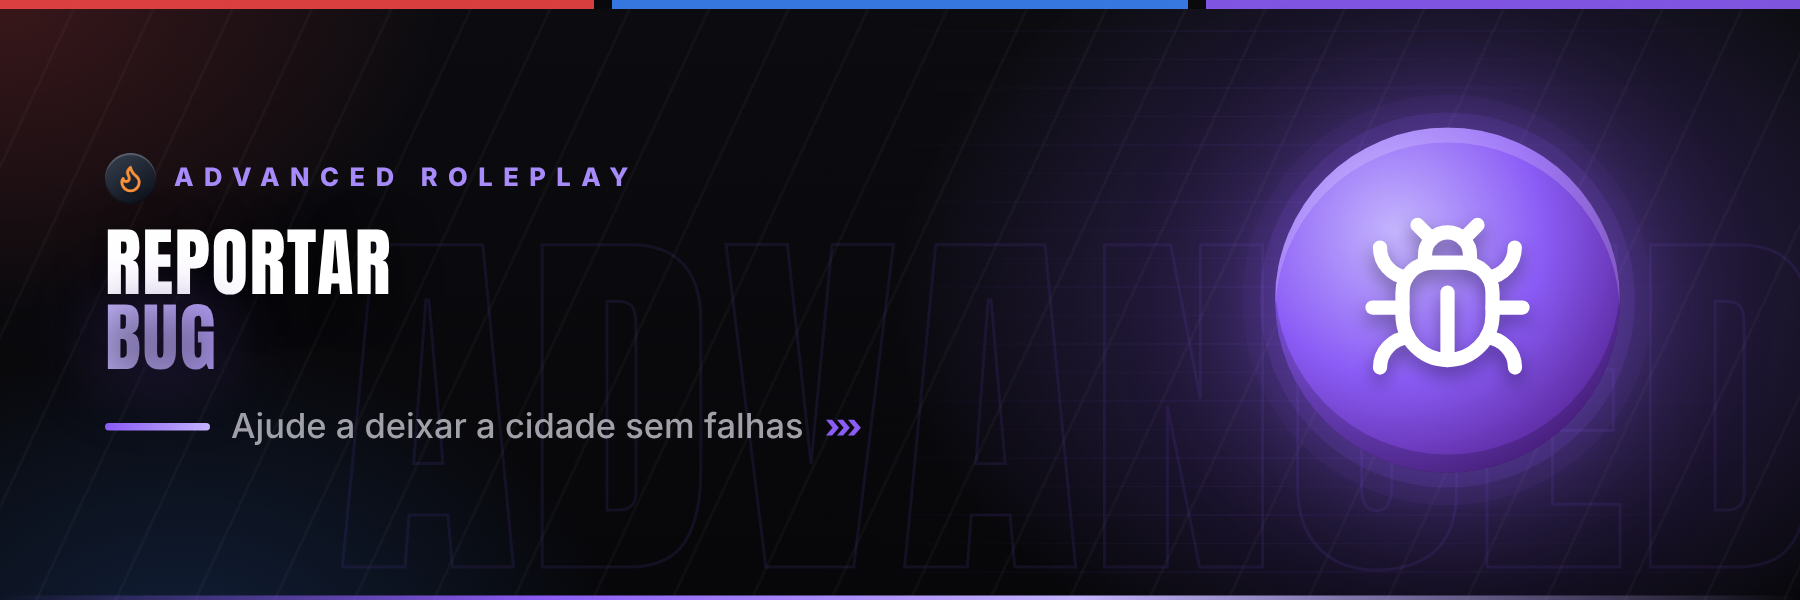 ADVANCED ROLEPLAY
REPORTAR
BUG
Ajude a deixar a cidade sem falhas
ADVANCED